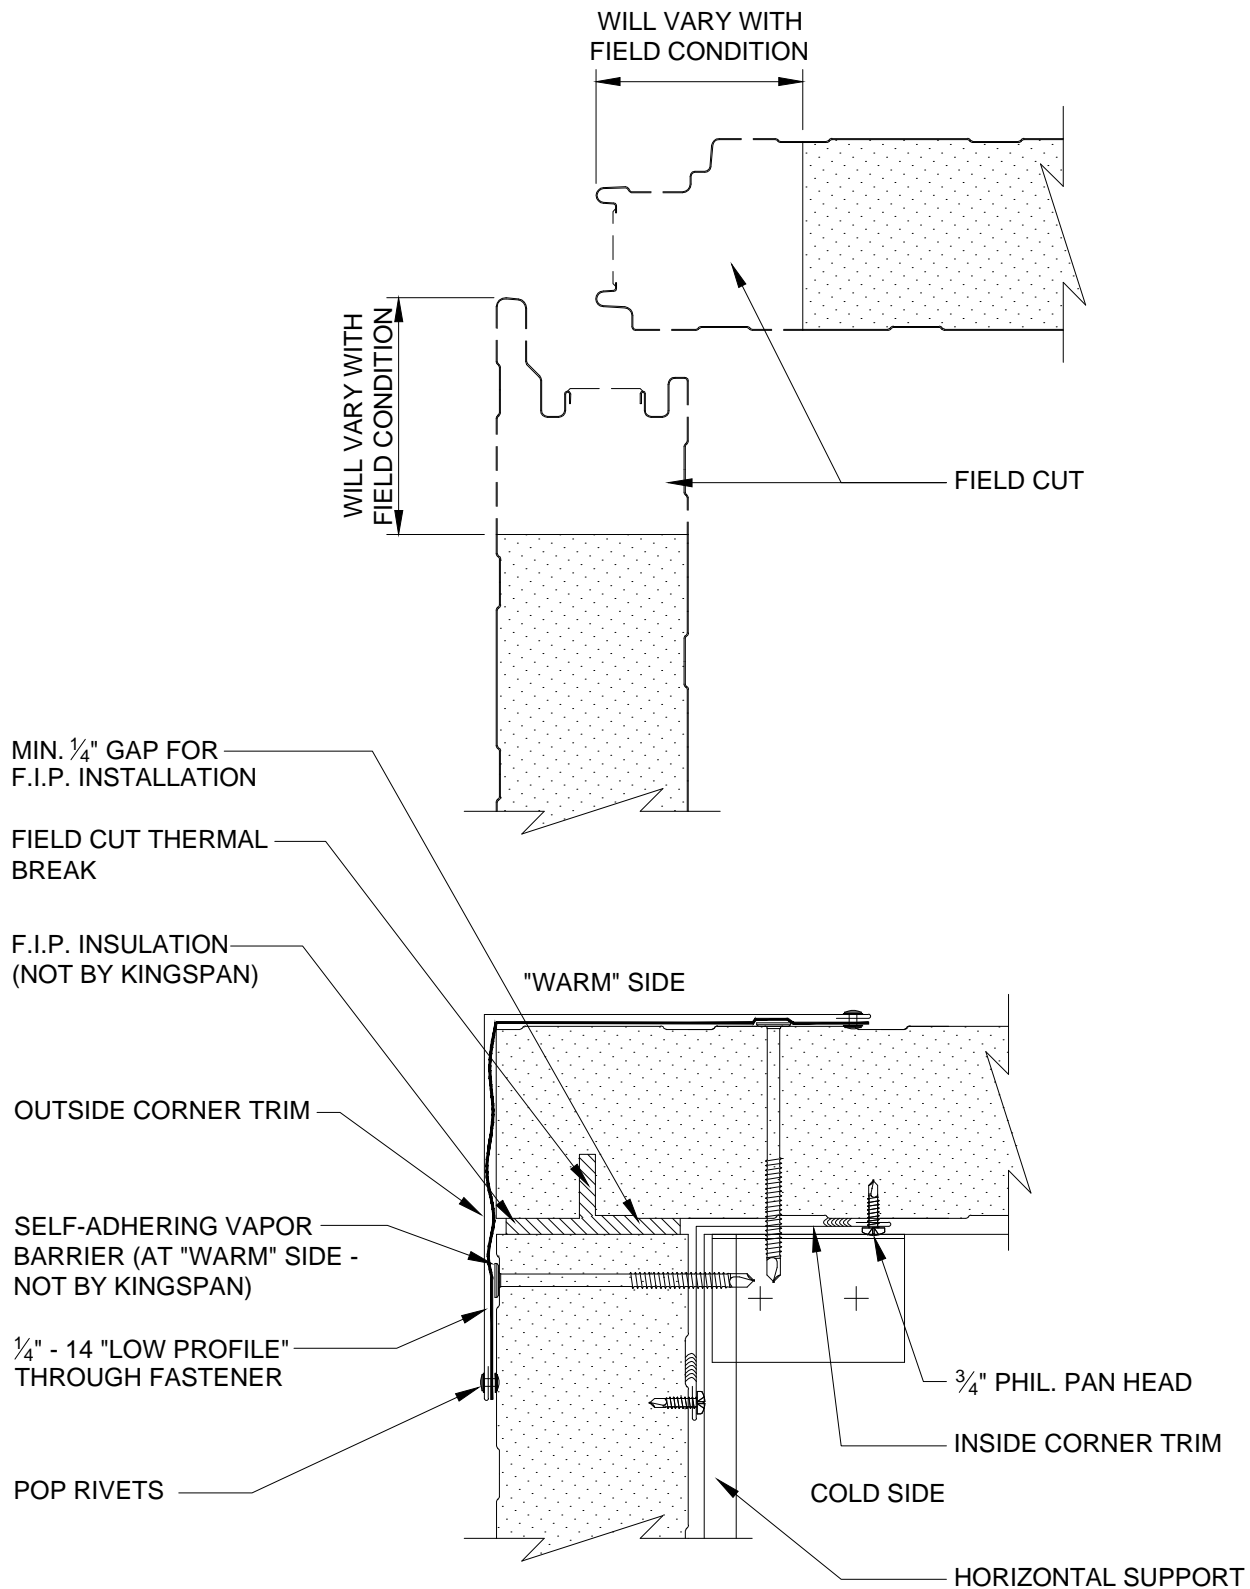 WILL VARY WITH
FIELD CONDITION
WILL VARY WITH
FIELD CONDITION
FIELD CUT
MIN. ¼" GAP FOR
F.I.P. INSTALLATION
FIELD CUT THERMAL
BREAK
F.I.P. INSULATION
(NOT BY KINGSPAN)
"WARM" SIDE
OUTSIDE CORNER TRIM
SELF-ADHERING VAPOR
BARRIER (AT "WARM" SIDE -
NOT BY KINGSPAN)
¼" - 14 "LOW PROFILE"
THROUGH FASTENER
POP RIVETS
¾" PHIL. PAN HEAD
INSIDE CORNER TRIM
COLD SIDE
HORIZONTAL SUPPORT